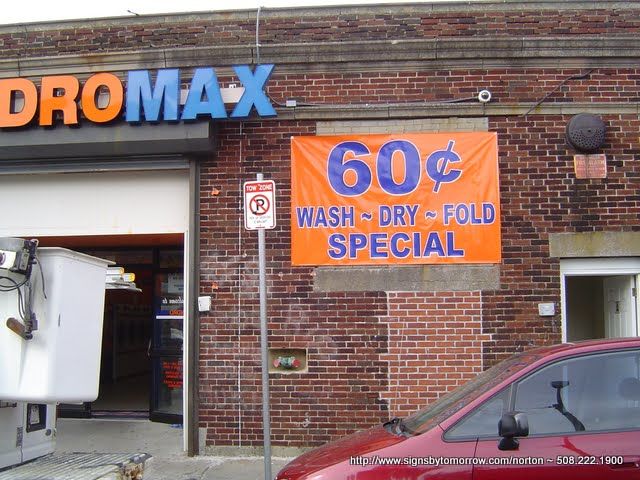 DROMAX
60¢
WASH ~ DRY ~ FOLD
SPECIAL
TOW ZONE
P
http://www.signsbytomorrow.com/norton ~ 508.222.1900